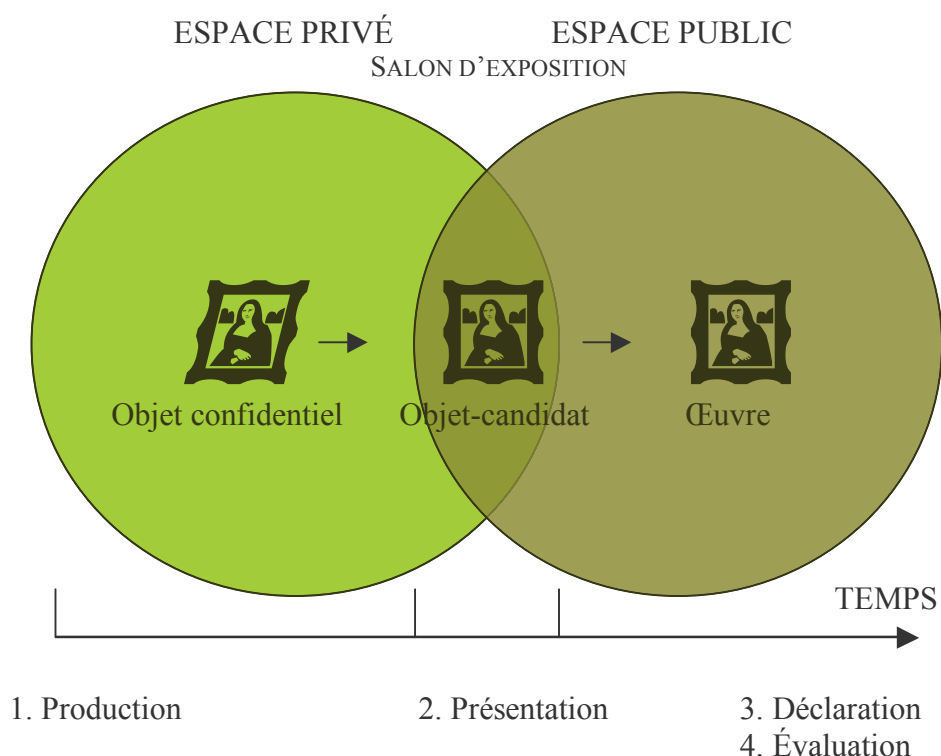 ESPACE PRIVÉ
ESPACE PUBLIC
SALON D’EXPOSITION
Objet confidentiel
Objet-candidat
Œuvre
TEMPS
1. Production
2. Présentation
3. Déclaration
4. Évaluation